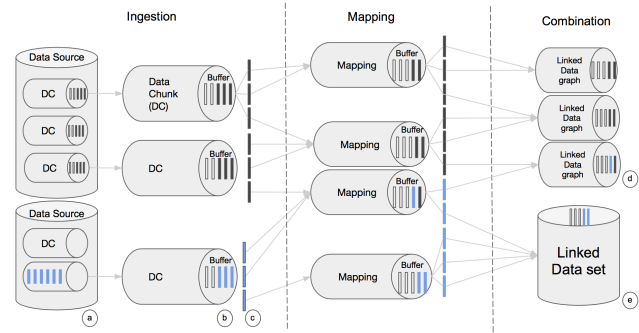 Ingestion
Mapping
Combination
Data Source
DC
DC
DC
Data Source
DC
a
Data
Chunk
(DC)
Buffer
DC
Buffer
DC
Buffer
b
c
Mapping
Buffer
Mapping
Buffer
Mapping
Buffer
Mapping
Buffer
Linked
Data
graph
Linked
Data
graph
Linked
Data
graph
d
Linked
Data set
e